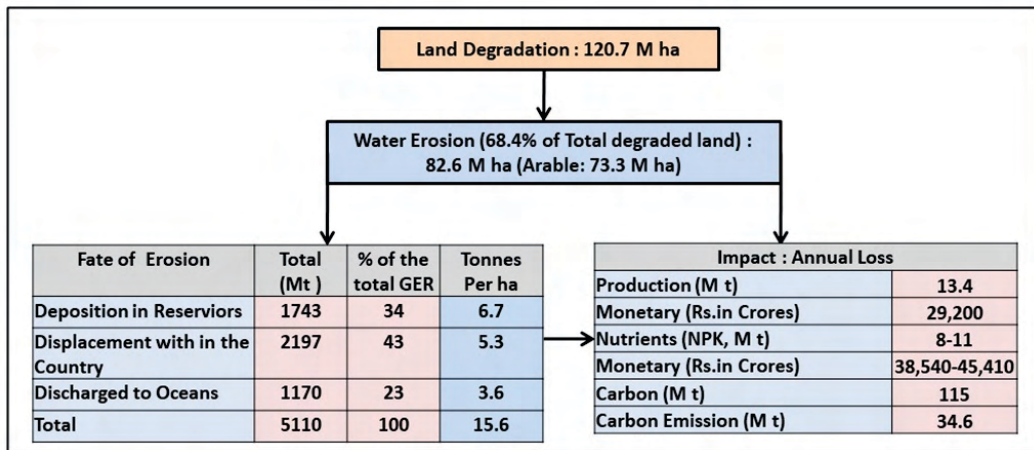 Land Degradation : 120.7 M ha
Water Erosion (68.4% of Total degraded land) :
82.6 M ha (Arable: 73.3 M ha)
Fate of Erosion Total (Mt ) % of the total GER Tonnes Per ha
Deposition in Reserviors 1743 34 6.7
Displacement with in the Country 2197 43 5.3
Discharged to Oceans 1170 23 3.6
Total 5110 100 15.6
Impact : Annual Loss
Production (M t) 13.4
Monetary (Rs.in Crores) 29,200
Nutrients (NPK, M t) 8-11
Monetary (Rs.in Crores) 38,540-45,410
Carbon (M t) 115
Carbon Emission (M t) 34.6